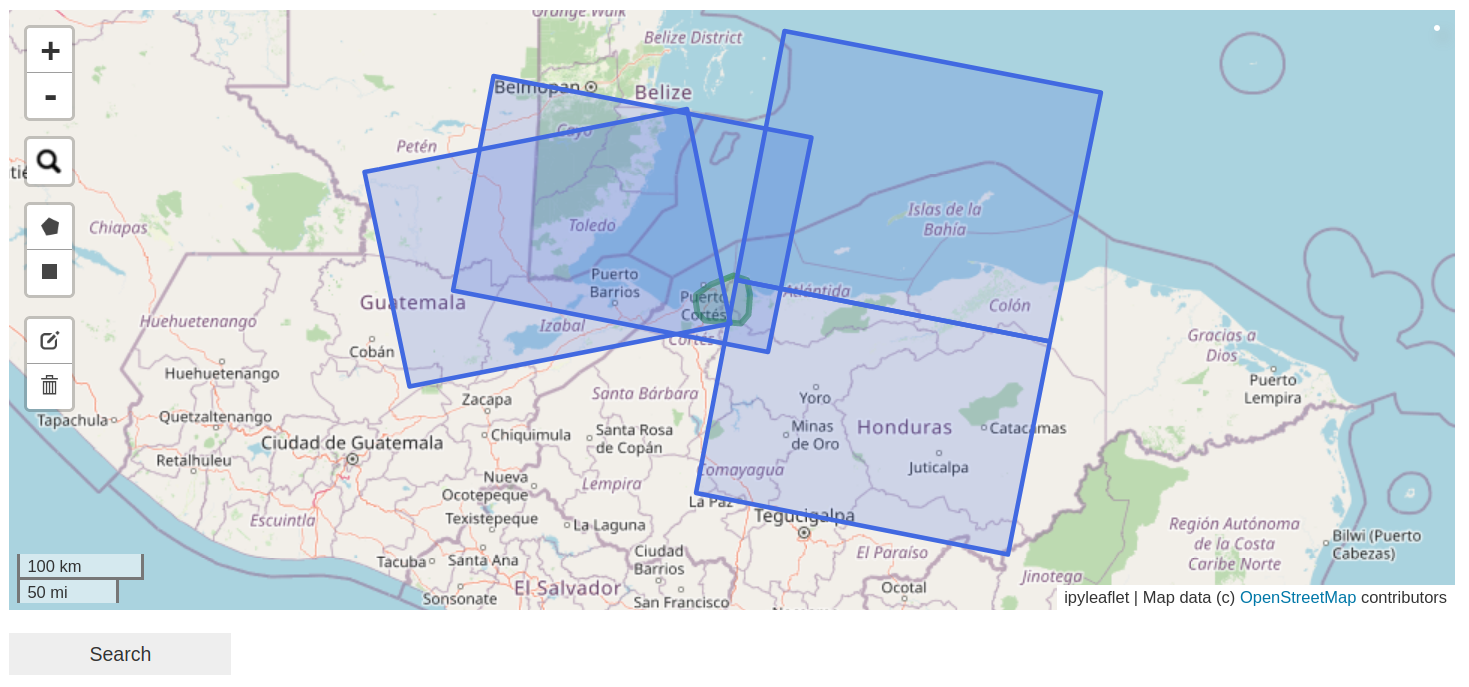 Orange Walk
Belize District
+
-
Belmopan
Belize
Cayo
Petén
Chiapas
Toledo
Islas de la
Bahía
Puerto
Barrios
Puerto
Cortés
Atlántida
Colón
Guatemala
Huehuetenango
Izabal
Cortés
Gracias a
Dios
Cobán
Huehuetenango
Puerto
Lempira
Santa Bárbara
Yoro
Zacapa
Tapachula
Quetzaltenango
Minas
de Oro
Honduras
Catacamas
Ciudad de Guatemala
Chiquimula
Santa Rosa
de Copán
Retalhuleu
Juticalpa
Comayagua
Nueva
Ocotepeque
Lempira
La Paz
Tegucigalpa
Escuintla
Texistepeque
La Laguna
Región Autónoma
de la Costa
Caribe Norte
Bilwi (Puerto
Cabezas)
Tacuba
Santa Ana
Ciudad
Barrios
El Paraíso
100 km
50 mi
El Salvador
Jinotega
Ocotal
Sonsonate
San Francisco
ipyleaflet | Map data (c) OpenStreetMap contributors
Search